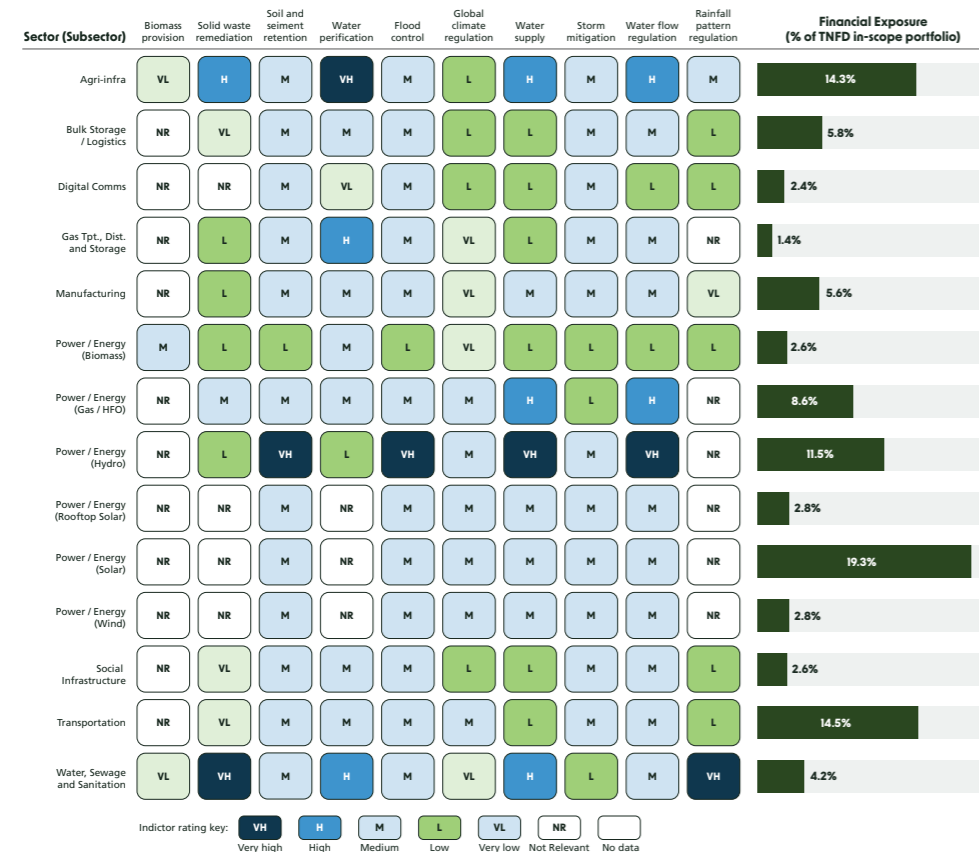 Sector (Subsector)
Biomass
provision
Solid waste
remediation
Soil and
seiment
retention
Water
perification
Flood
control
Global
climate
regulation
Water
supply
Storm
mitigation
Water flow
regulation
Rainfall
pattern
regulation
Financial Exposure
(% of TNFD in-scope portfolio)
Agri-infra VL H M VH M L H M H M 14.3%
Bulk Storage
/ Logistics
NR VL M M M L L M M L 5.8%
Digital Comms NR NR M VL M L L M L L 2.4%
Gas Tpt., Dist.
and Storage
NR L M H M VL L M M NR 1.4%
Manufacturing NR L M M M VL M M M VL 5.6%
Power / Energy
(Biomass)
M L L M L VL L L L L 2.6%
Power / Energy
(Gas / HFO)
NR M M M M M H L H NR 8.6%
Power / Energy
(Hydro)
NR L VH L VH M VH M VH NR 11.5%
Power / Energy
(Rooftop Solar)
NR NR M NR M M M M M NR 2.8%
Power / Energy
(Solar)
NR NR M NR M M M M M NR 19.3%
Power / Energy
(Wind)
NR NR M NR M M M M M NR 2.8%
Social
Infrastructure
NR VL M M M L L M M L 2.6%
Transportation NR VL M M M M L M M L 14.5%
Water, Sewage
and Sanitation
VL VH M H M VL H L M VH 4.2%
Indictor rating key: VH H M L VL NR
Very high High Medium Low Very low Not Relevant No data